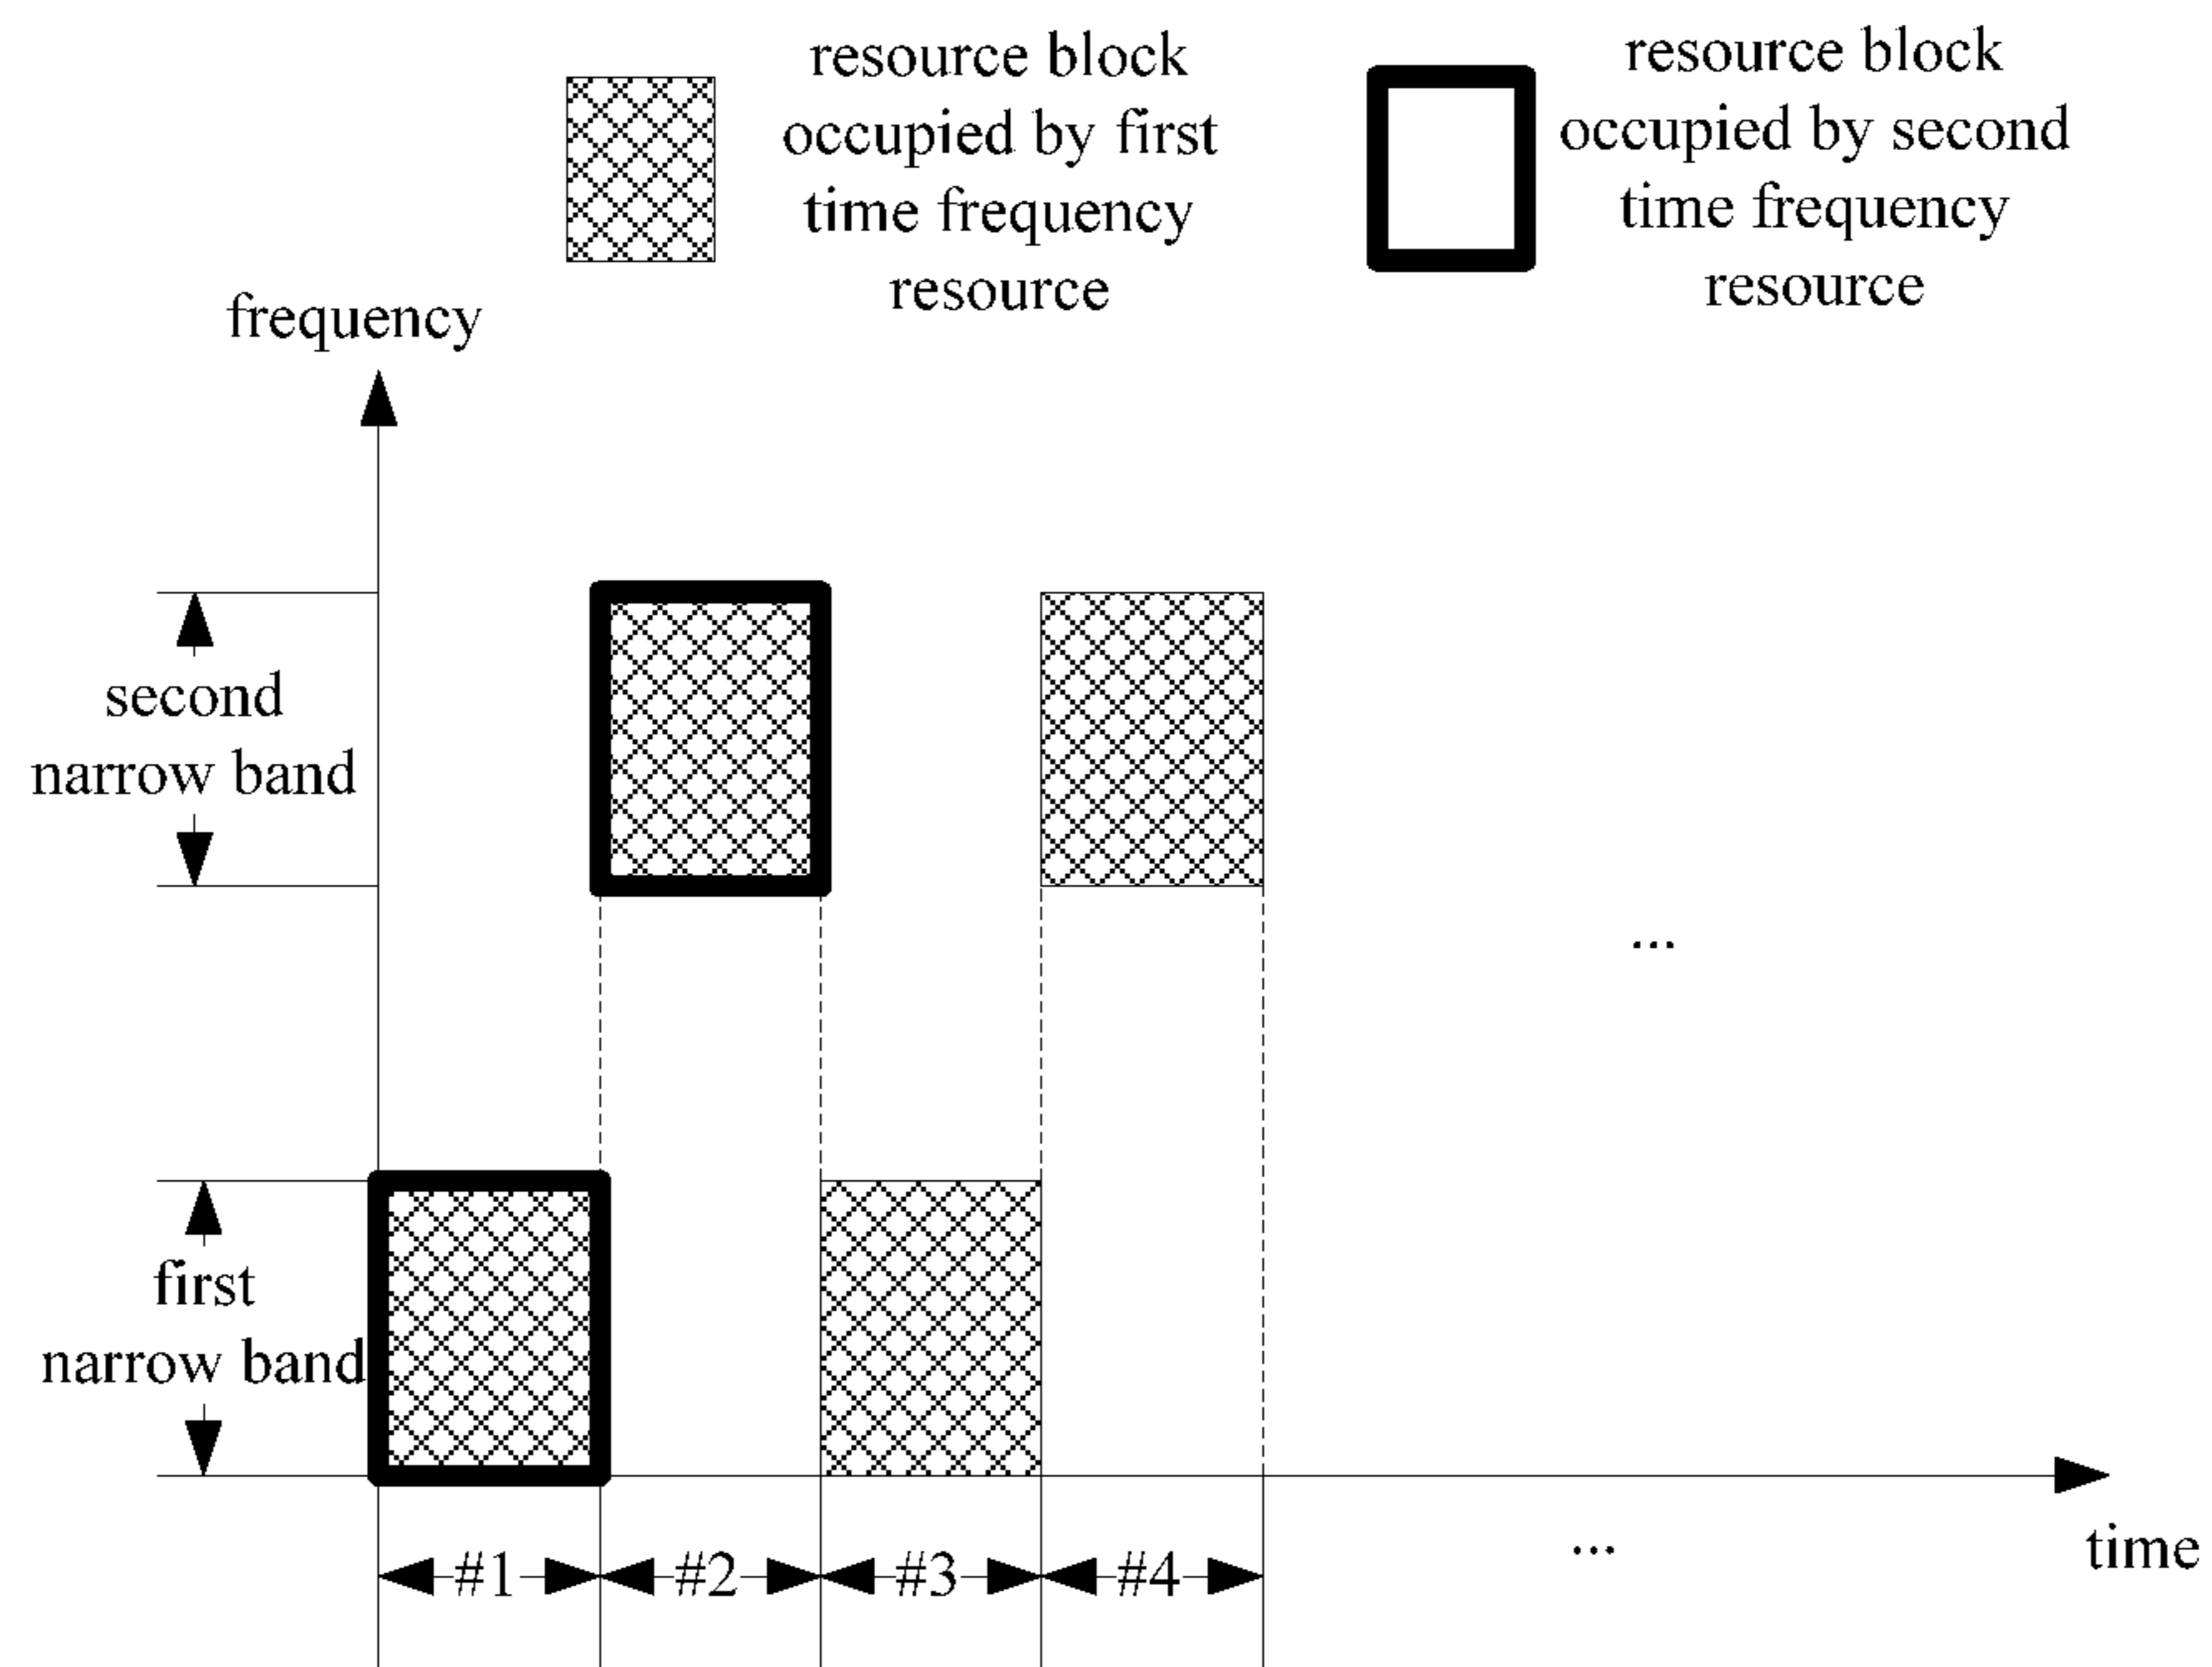 resource block
occupied by first
time frequency
resource
resource block
occupied by second
time frequency
resource
frequency
second
narrow band
...
first
narrow band
#1
#2
#3
#4
...
time